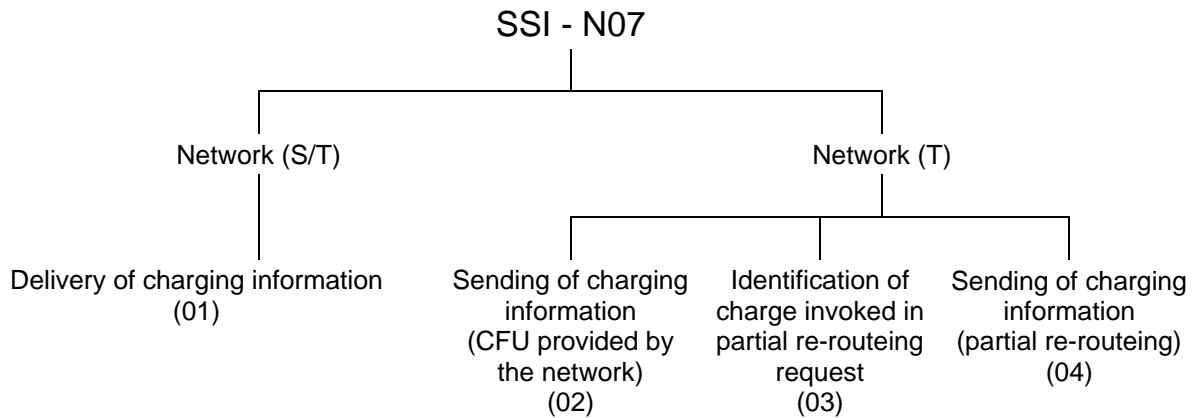 SSI - N07
Network (S/T)
Network (T)
Delivery of charging information
(01)
Sending of charging
information
(CFU provided by
the network)
(02)
Identification of
charge invoked in
partial re-routeing
request
(03)
Sending of charging
information
(partial re-routeing)
(04)